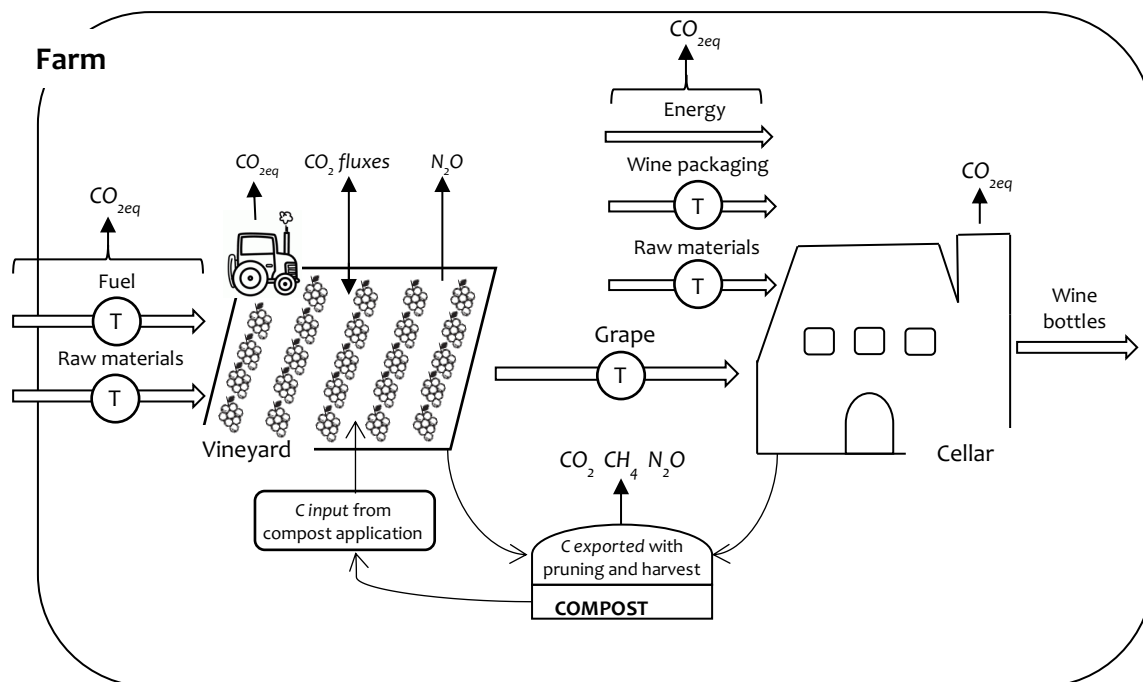 CO2eq
Farm
Energy
Wine packaging
CO2eq
CO2 fluxes
N2O
CO2eq
CO2eq
T
Raw materials
Fuel
T
T
Wine
bottles
Raw materials
Grape
T
T
Vineyard
Cellar
CO2 CH4 N2O
C input from
compost application
C exported with
pruning and harvest
COMPOST